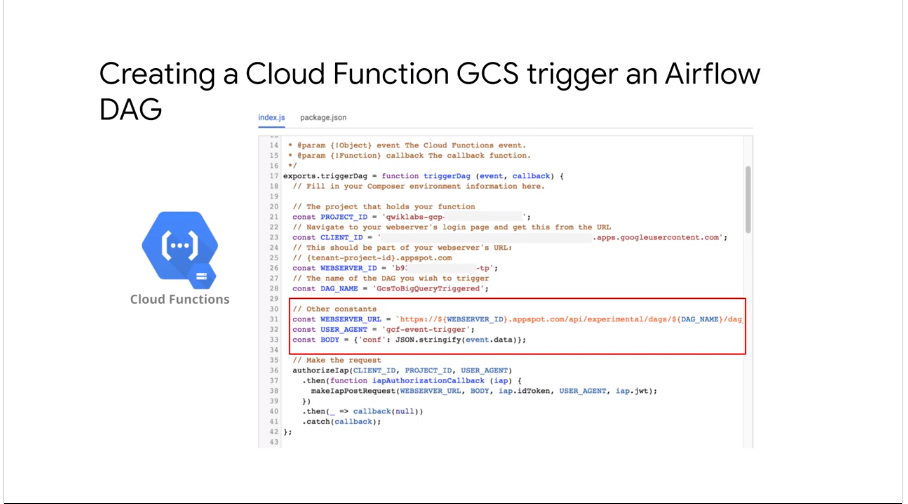 Creating a Cloud Function GCS trigger an Airflow
DAG
index.js package.json
14 * @param {!Object} event The Cloud Functions event.
15 * @param {!Function} callback The callback function.
16 */
17 exports.triggerDag = function triggerDag (event, callback) {
18 // Fill in your Composer environment information here.
19
20 // The project that holds your function
21 const PROJECT_ID = 'qwiklabs-gcp- ';
22 // Navigate to your webserver's login page and get this from the URL
23 const CLIENT_ID = ' .apps.googleusercontent.com';
24 // This should be part of your webserver's URL:
25 // {tenant-project-id}.appspot.com
26 const WEBSERVER_ID = 'b92 -tp';
27 // The name of the DAG you wish to trigger
28 const DAG_NAME = 'GcsToBigQueryTriggered';
29
30 // Other constants
31 const WEBSERVER_URL = `https://${WEBSERVER_ID}.appspot.com/api/experimental/dags/${DAG_NAME}/dag_
32 const USER_AGENT = 'gcf-event-trigger';
33 const BODY = {'conf': JSON.stringify(event.data)};
34
35 // Make the request
36 authorizeIap(CLIENT_ID, PROJECT_ID, USER_AGENT)
37 .then(function iapAuthorizationCallback (iap) {
38 makeIapPostRequest(WEBSERVER_URL, BODY, iap.idToken, USER_AGENT, iap.jwt);
39 })
40 .then(_ => callback(null))
41 .catch(callback);
42 };
43
Cloud Functions